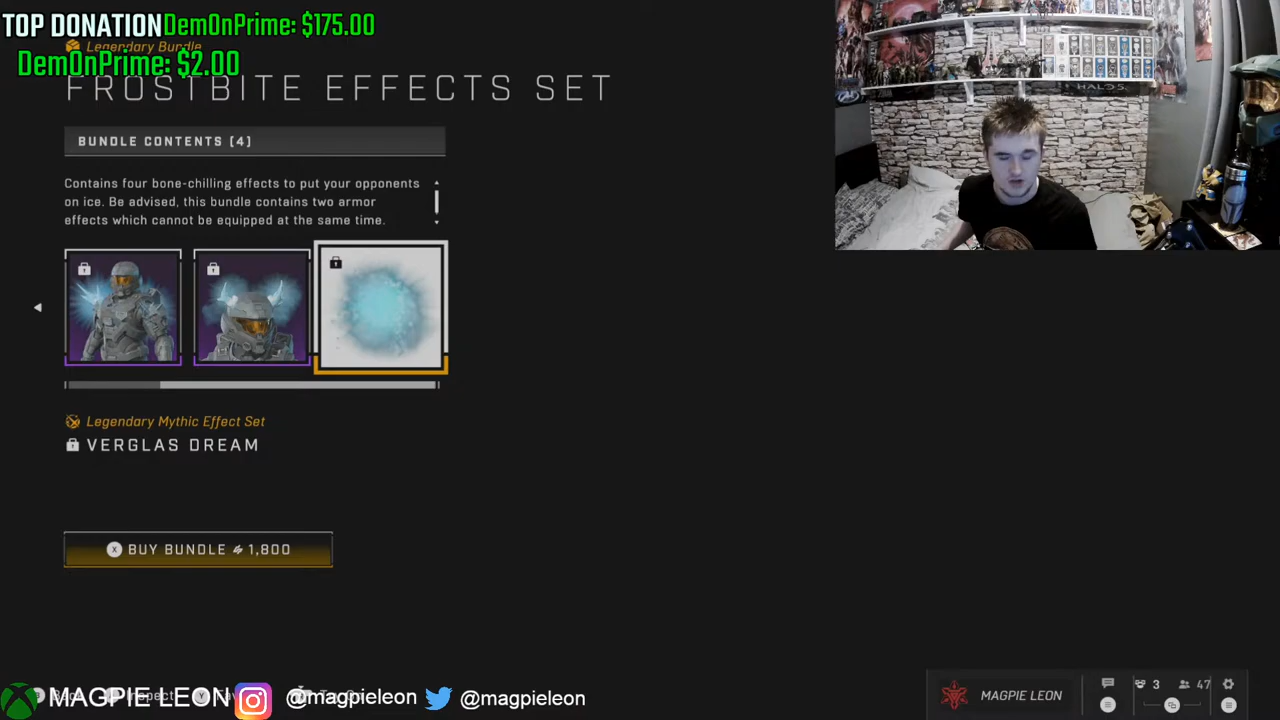 TOP DONATION DemOnPrime: $175.00
Legendary Bundle
DemOnPrime: $2.00
FROSTBITE EFFECTS SET
BUNDLE CONTENTS [4]
Contains four bone-chilling effects to put your opponents
on ice. Be advised, this bundle contains two armor
effects which cannot be equipped at the same time.
HALO 5
Legendary Mythic Effect Set
VERGLAS DREAM
X BUY BUNDLE 1,800
Back Inspect
MAGPIE LEON @magpieleon @magpieleon
MAGPIE LEON 3 47